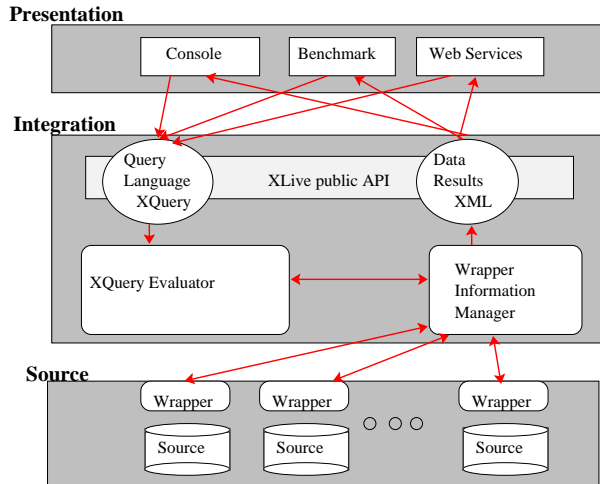 Presentation
Console
Benchmark
Web Services
Integration
Query
Language
XQuery
XLive public API
Data
Results
XML
XQuery Evaluator
Wrapper
Information
Manager
Source
Wrapper
Wrapper
Wrapper
Source
Source
Source